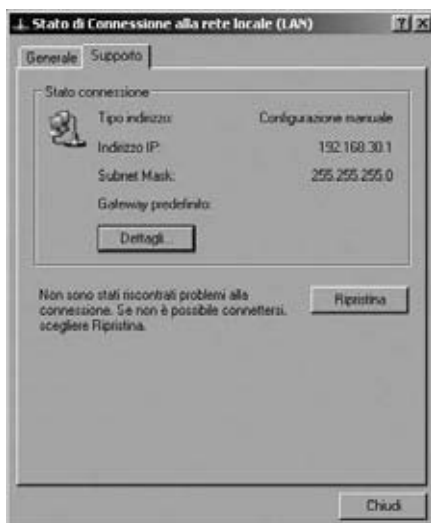 Stato di Connessione alla rete locale (LAN)
Generale Supporto
Stato connessione
Tipo indirizzo: Configurazione manuale
Indirizzo IP: 192.168.30.1
Subnet Mask: 255.255.255.0
Gateway predefinito:
Dettagli...
Non sono stati riscontrati problemi alla
connessione. Se non è possibile connettersi,
scegliere Ripristina.
Ripristina
Chiudi